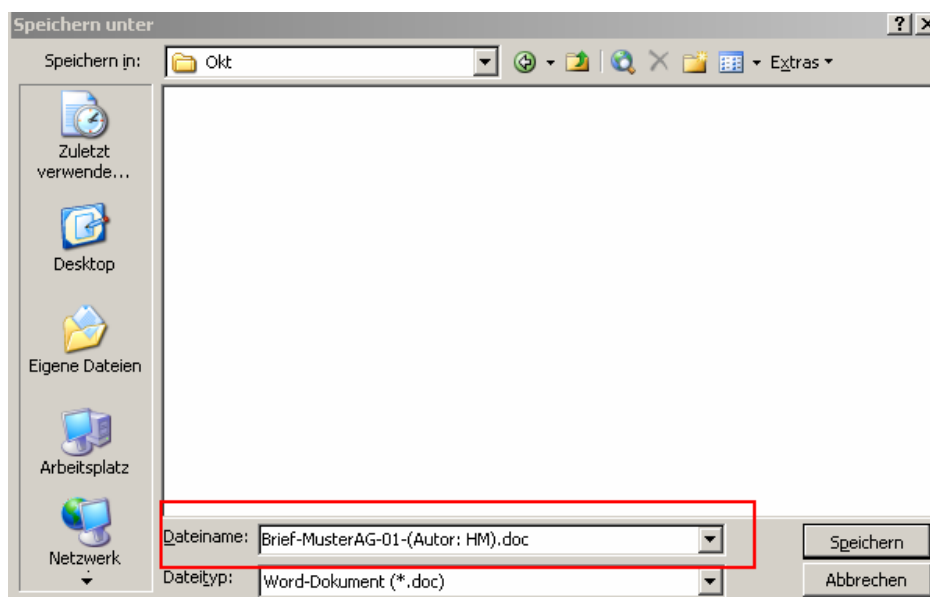 Speichern unter
Speichern in: Okt Extras
Zuletzt
verwende...
Desktop
Eigene Dateien
Arbeitsplatz
Netzwerk
Dateiname: Brief-MusterAG-01-(Autor: HM).doc Speichern
Dateityp: Word-Dokument (*.doc) Abbrechen